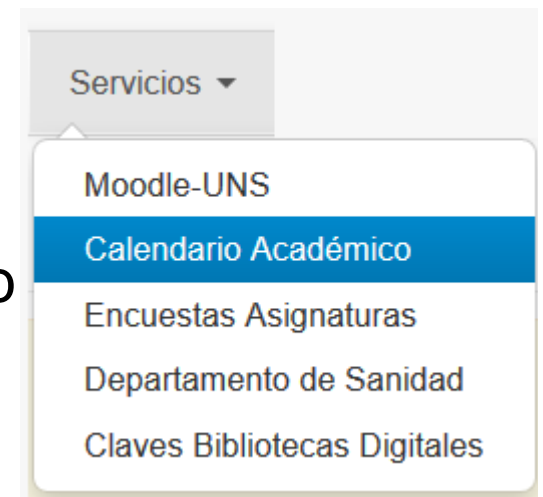 Servicios
Moodle-UNS
Calendario Académico
Encuestas Asignaturas
Departamento de Sanidad
Claves Bibliotecas Digitales